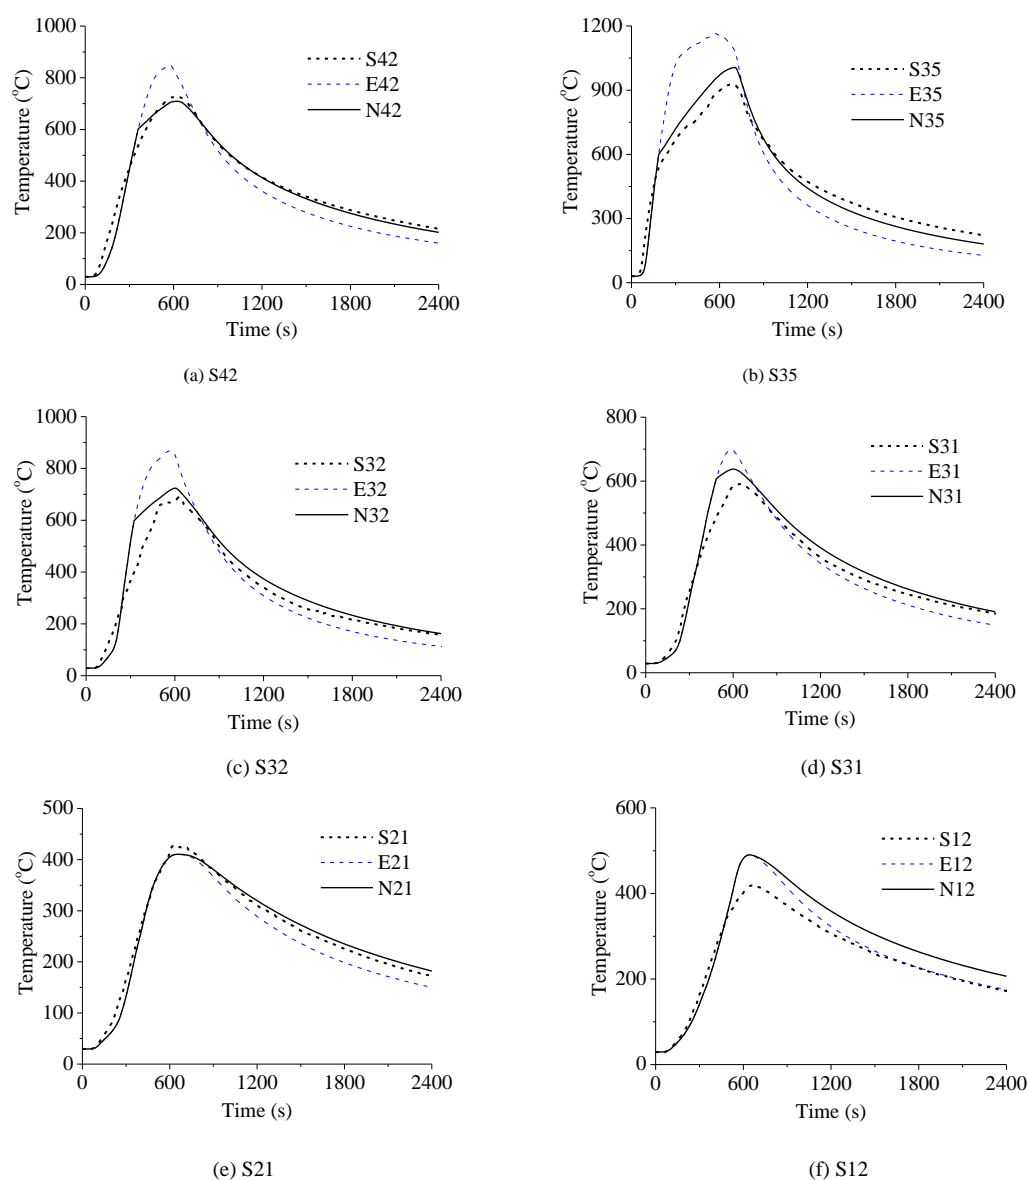 1000
800
600
400
200
0
Temperature (°C)
S42
E42
N42
0 600 1200 1800 2400
Time (s)
(a) S42
1200
900
600
300
0
Temperature (°C)
S35
E35
N35
0 600 1200 1800 2400
Time (s)
(b) S35
1000
800
600
400
200
0
Temperature (°C)
S32
E32
N32
0 600 1200 1800 2400
Time (s)
(c) S32
800
600
400
200
0
Temperature (°C)
S31
E31
N31
0 600 1200 1800 2400
Time (s)
(d) S31
500
400
300
200
100
0
Temperature (°C)
S21
E21
N21
0 600 1200 1800 2400
Time (s)
(e) S21
600
400
200
0
Temperature (°C)
S12
E12
N12
0 600 1200 1800 2400
Time (s)
(f) S12